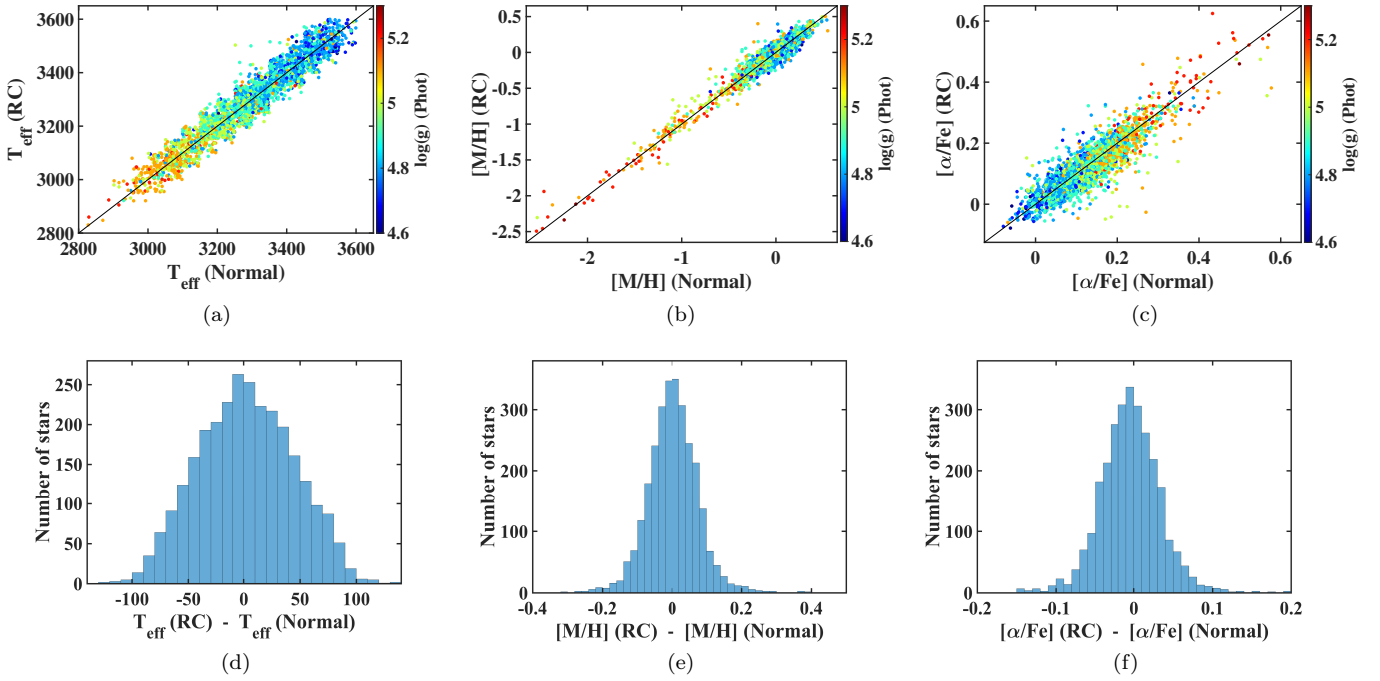 3600
3400
3200
3000
2800
T_eff (RC)
2800 3000 3200 3400 3600
T_eff (Normal)
5.2
5
4.8
4.6
log(g) (Phot)
(a)
0.5
0
-0.5
-1
-1.5
-2
-2.5
[M/H] (RC)
-2 -1 0
[M/H] (Normal)
5.2
5
4.8
4.6
log(g) (Phot)
(b)
0.6
0.4
0.2
0
[α/Fe] (RC)
0 0.2 0.4 0.6
[α/Fe] (Normal)
5.2
5
4.8
4.6
log(g) (Phot)
(c)
250
200
150
100
50
0
Number of stars
-100 -50 0 50 100
T_eff (RC) - T_eff (Normal)
(d)
300
200
100
0
Number of stars
-0.4 -0.2 0 0.2 0.4
[M/H] (RC) - [M/H] (Normal)
(e)
300
200
100
0
Number of stars
-0.2 -0.1 0 0.1 0.2
[α/Fe] (RC) - [α/Fe] (Normal)
(f)